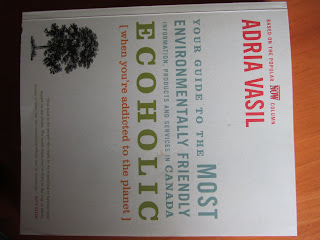 BASED ON THE POPULAR NOW COLUMN
ADRIA VASIL
YOUR GUIDE TO THE MOST
ENVIRONMENTALLY FRIENDLY
INFORMATION, PRODUCTS AND SERVICES IN CANADA
ECOHOLIC
[ when you're addicted to the planet ]